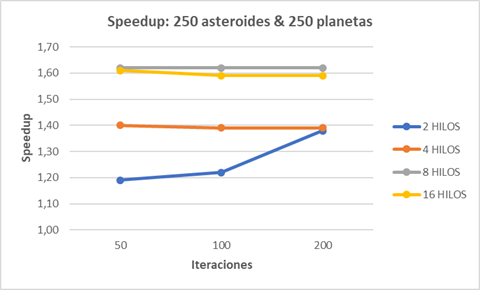 Speedup: 250 asteroides & 250 planetas
1,70
1,60
1,50
1,40
1,30
1,20
1,10
1,00
Speedup
50 100 200
Iteraciones
2 HILOS
4 HILOS
8 HILOS
16 HILOS